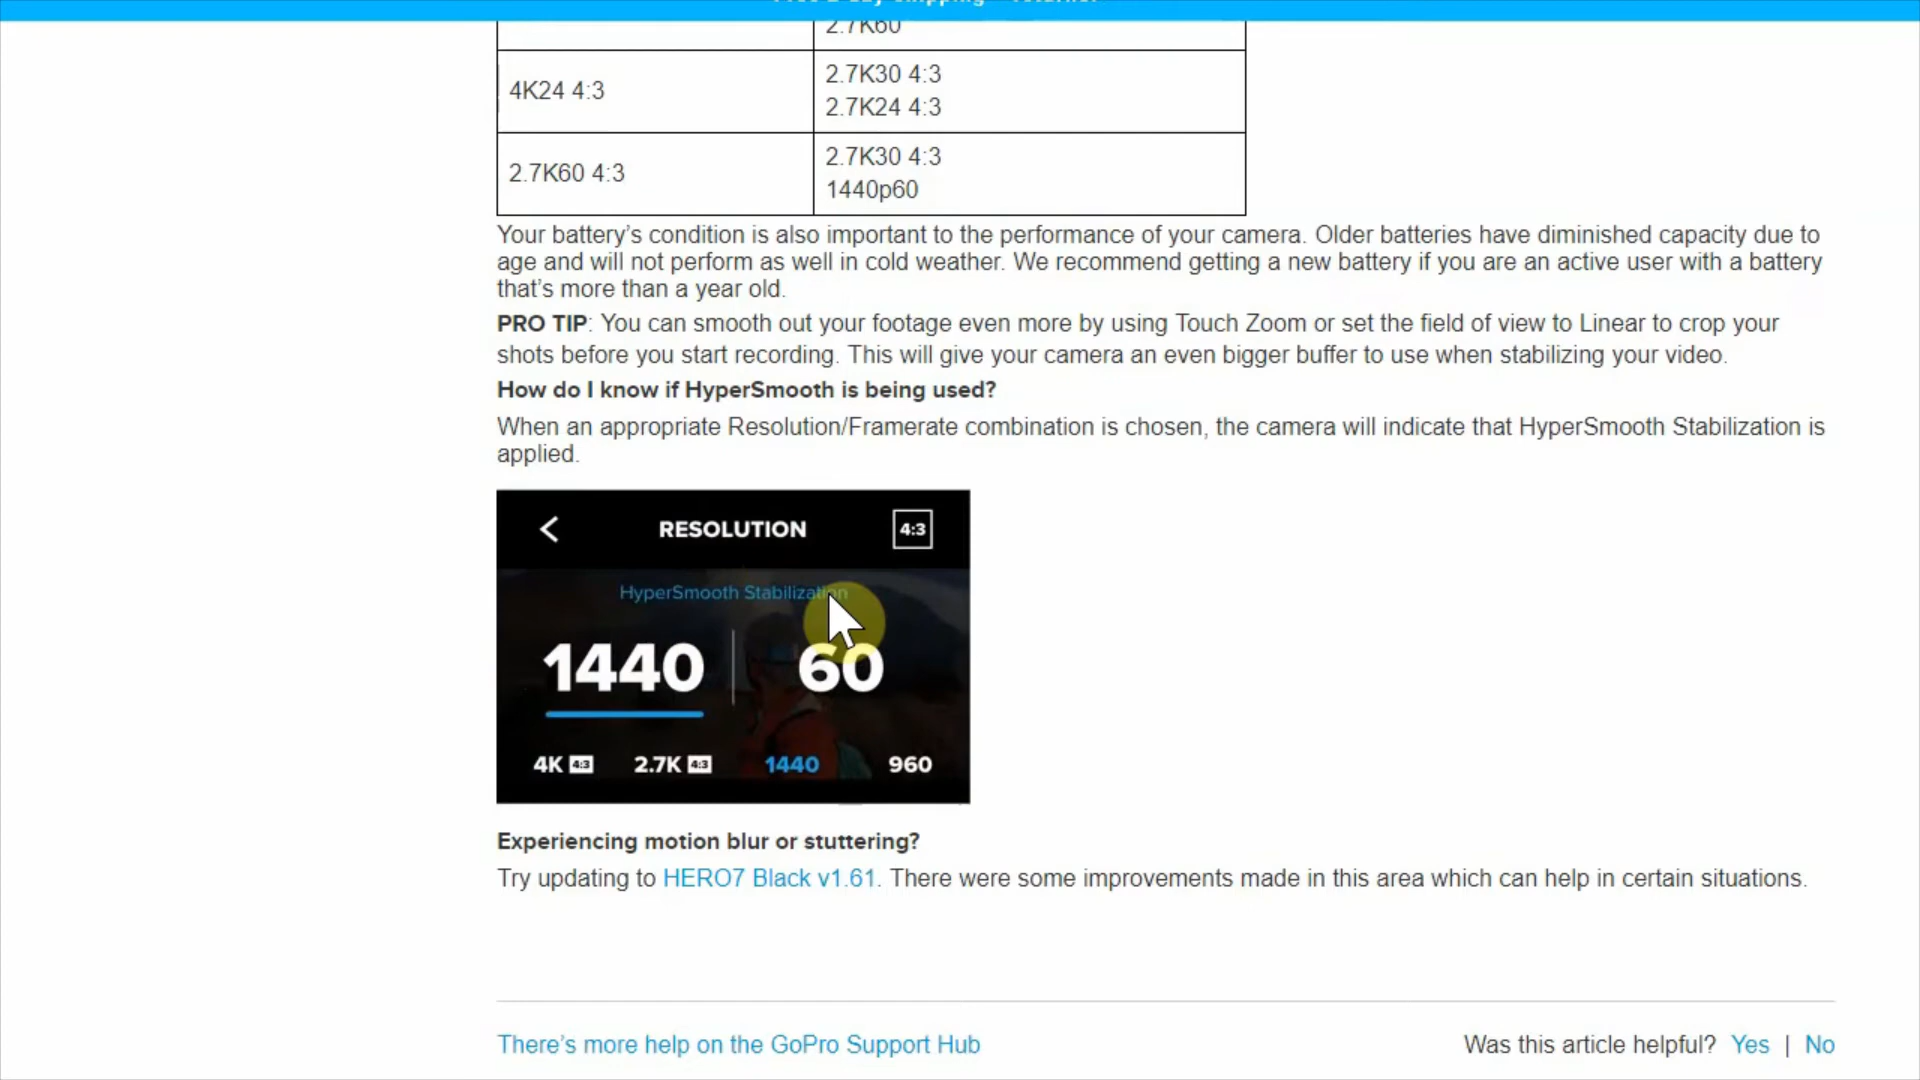 2.7K60
4K24 4:3
2.7K30 4:3
2.7K24 4:3
2.7K60 4:3
2.7K30 4:3
1440p60
Your battery's condition is also important to the performance of your camera. Older batteries have diminished capacity due to
age and will not perform as well in cold weather. We recommend getting a new battery if you are an active user with a battery
that's more than a year old.
PRO TIP: You can smooth out your footage even more by using Touch Zoom or set the field of view to Linear to crop your
shots before you start recording. This will give your camera an even bigger buffer to use when stabilizing your video.
How do I know if HyperSmooth is being used?
When an appropriate Resolution/Framerate combination is chosen, the camera will indicate that HyperSmooth Stabilization is
applied.
RESOLUTION 4:3
HyperSmooth Stabilization
1440 60
4K 4:3 2.7K 4:3 1440 960
Experiencing motion blur or stuttering?
Try updating to HERO7 Black v1.61. There were some improvements made in this area which can help in certain situations.
There's more help on the GoPro Support Hub
Was this article helpful? Yes | No